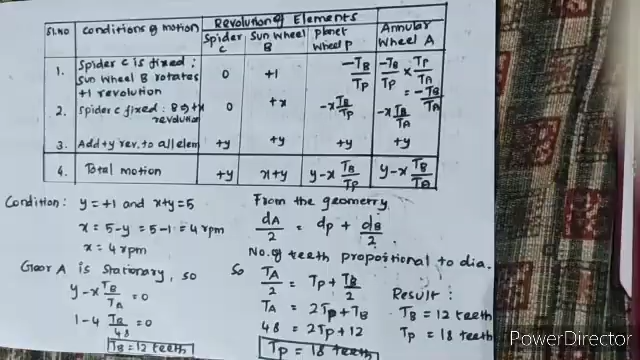 Revolution of Elements
Sl.NO Conditions of motion Spider C Sun Wheel B Planet Wheel P Annular Wheel A
1. Spider C is fixed; Sun Wheel B rotates +1 revolution 0 +1 -TB/TP -TB/TP × TP/TA = -TB/TA
2. Spider C fixed: B → +x revolution 0 +x -x TB/TP -x TB/TA
3. Add +y rev. to all elem +y +y +y +y
4. Total motion +y x+y y-x TB/TP y-x TB/TA
Condition: y = +1 and x+y = 5
x = 5-y = 5-1 = 4 rpm
x = 4 rpm
Gear A is Stationary, so
y-x TB/TA = 0
1-4 TB/48 = 0
TB = 12 teeth
From the geometry
dA/2 = dp + dB/2
No. of teeth proportional to dia.
So TA/2 = TP + TB/2
TA = 2TP + TB
48 = 2TP + 12
TP = 18 teeth
Result:
TB = 12 teeth
TP = 18 teeth
PowerDirector